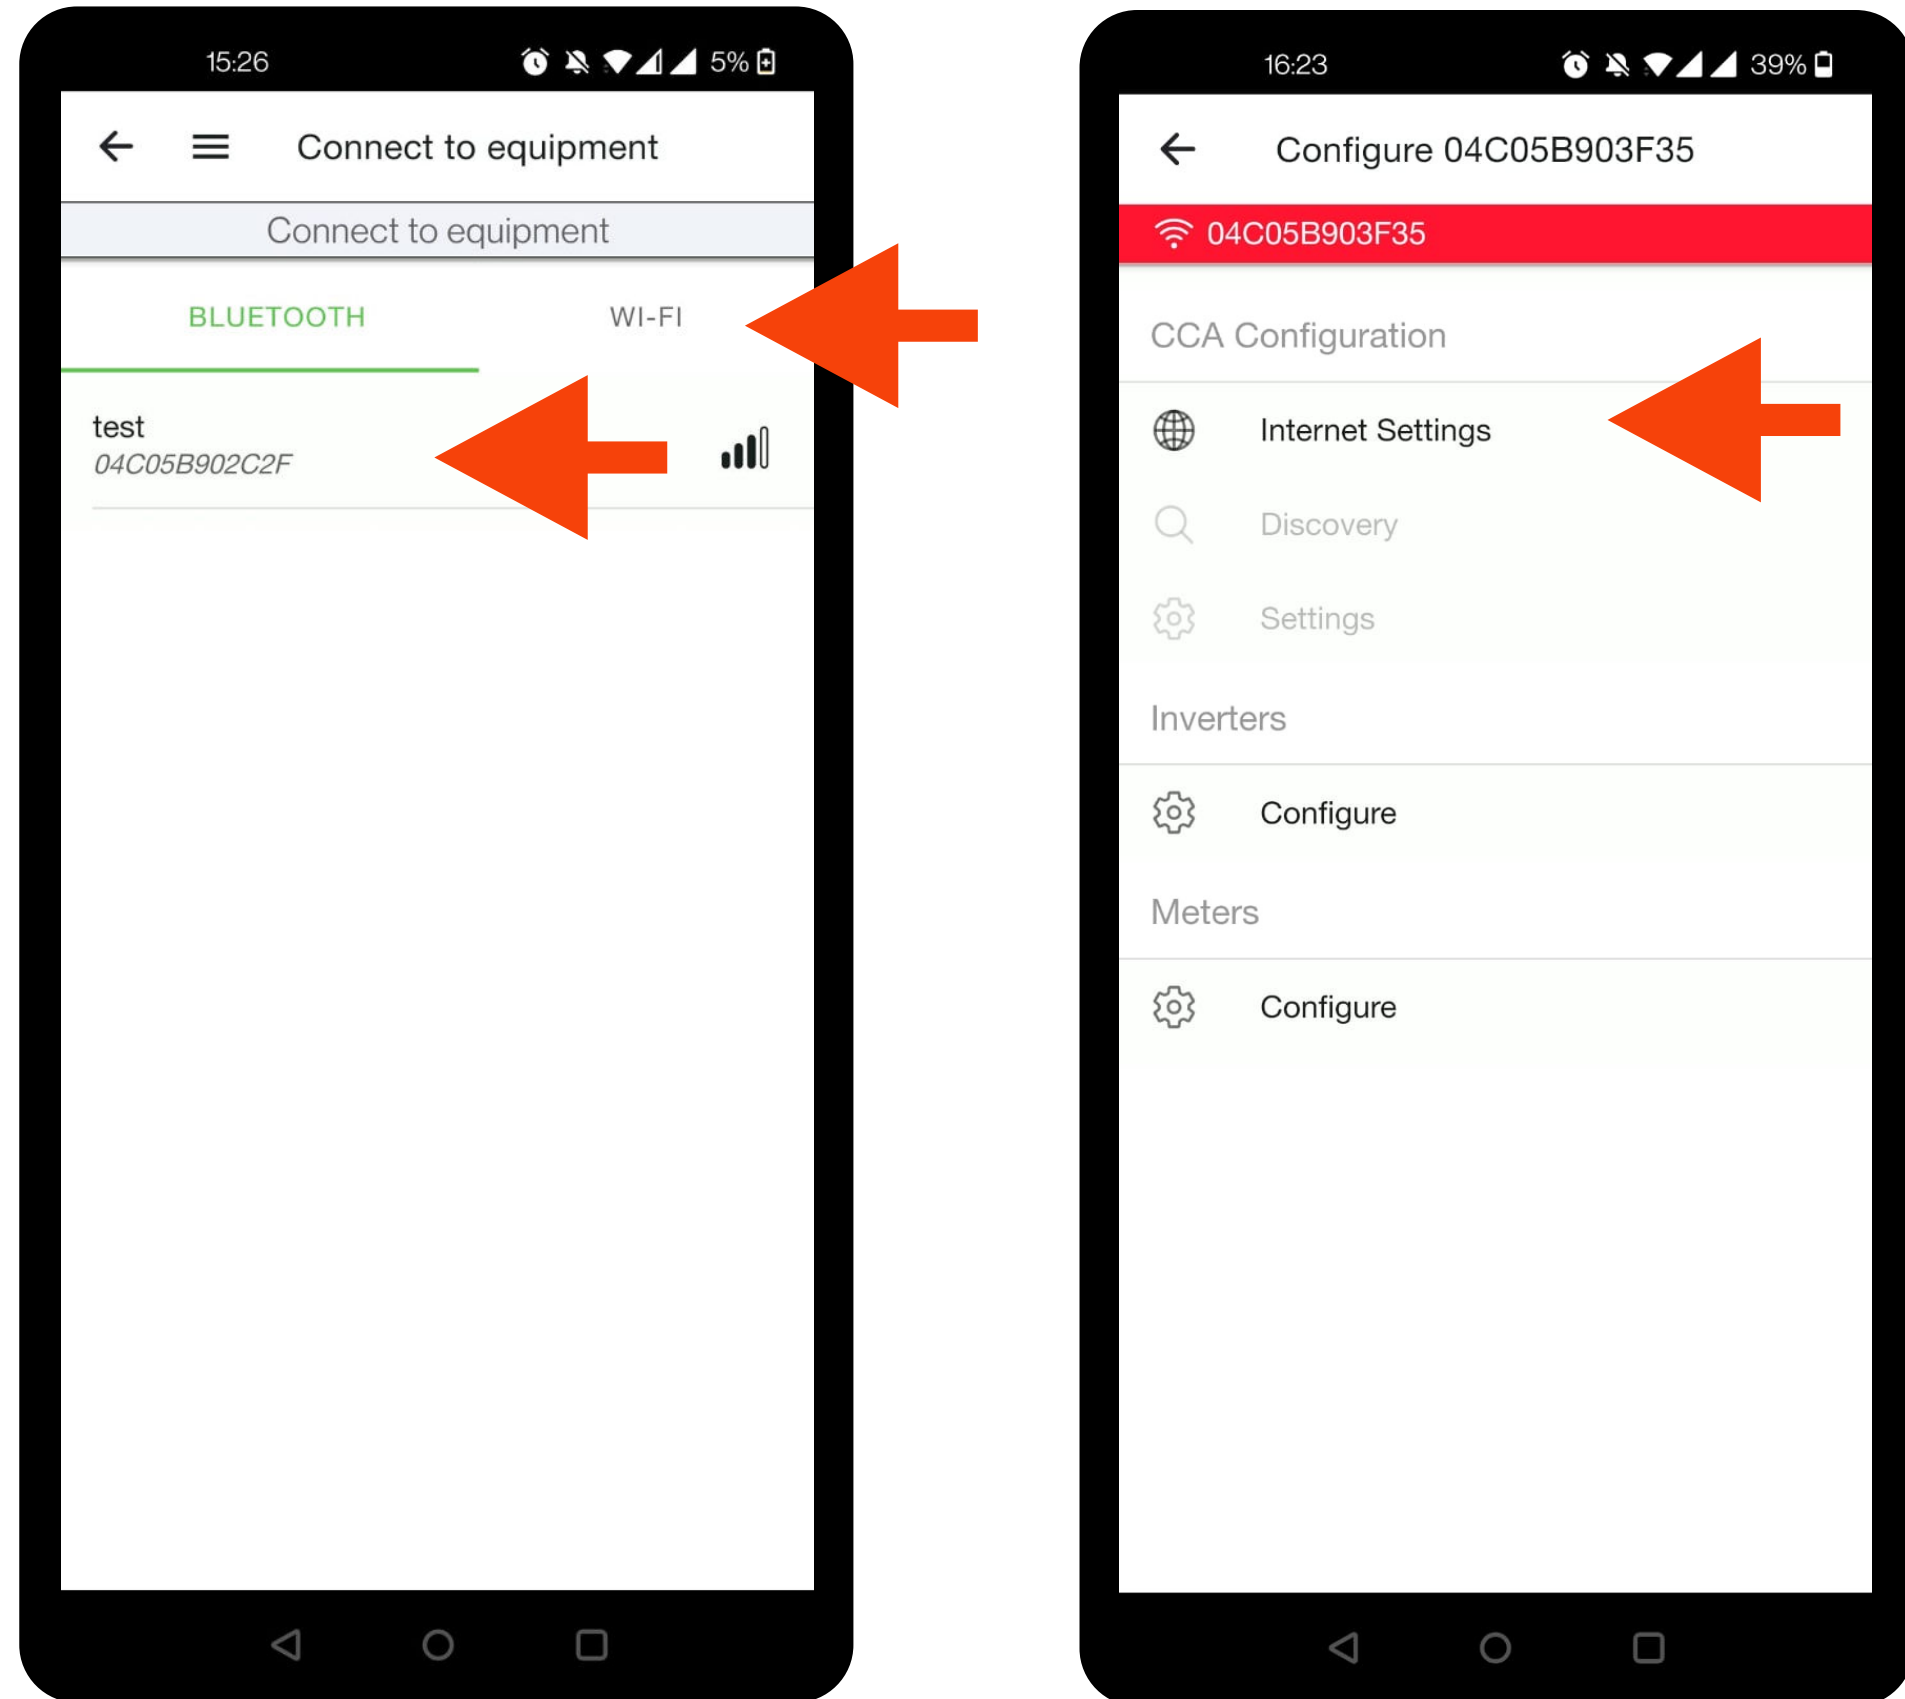 15:26 5%
Connect to equipment
Connect to equipment
BLUETOOTH WI-FI
test
04C05B902C2F
16:23 39%
Configure 04C05B903F35
04C05B903F35
CCA Configuration
Internet Settings
Discovery
Settings
Inverters
Configure
Meters
Configure